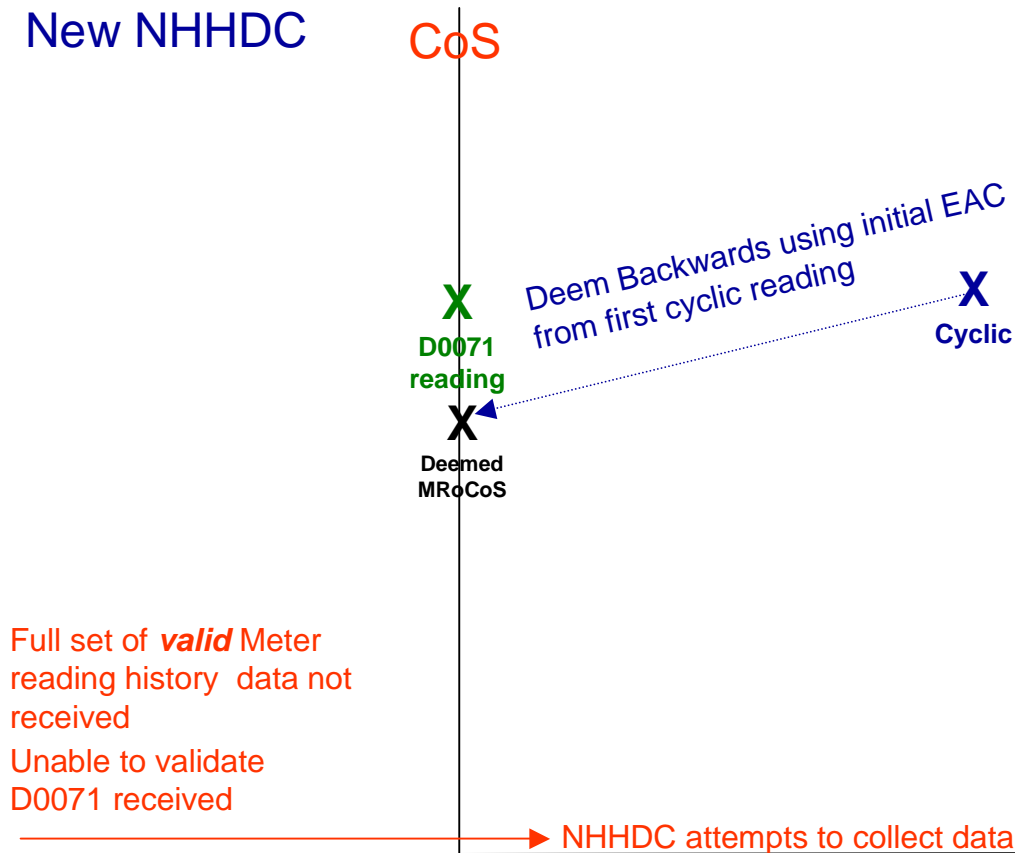 New NHHDC
CoS
Deem Backwards using initial EAC
from first cyclic reading
X
Cyclic
X
D0071
reading
X
Deemed
MRoCoS
Full set of valid Meter
reading history data not
received
Unable to validate
D0071 received
NHHDC attempts to collect data